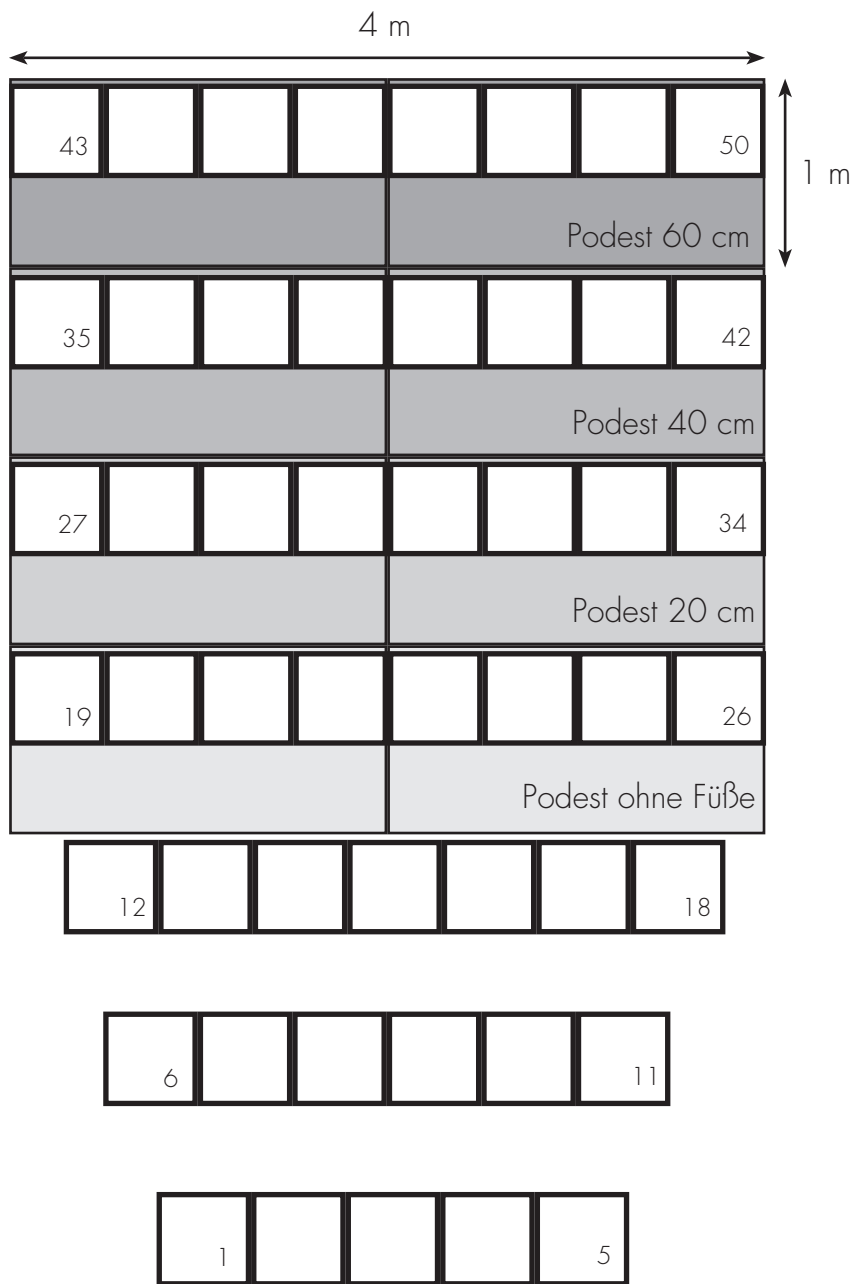 4 m
1 m
43 50
Podest 60 cm
35 42
Podest 40 cm
27 34
Podest 20 cm
19 26
Podest ohne Füße
12 18
6 11
1 5